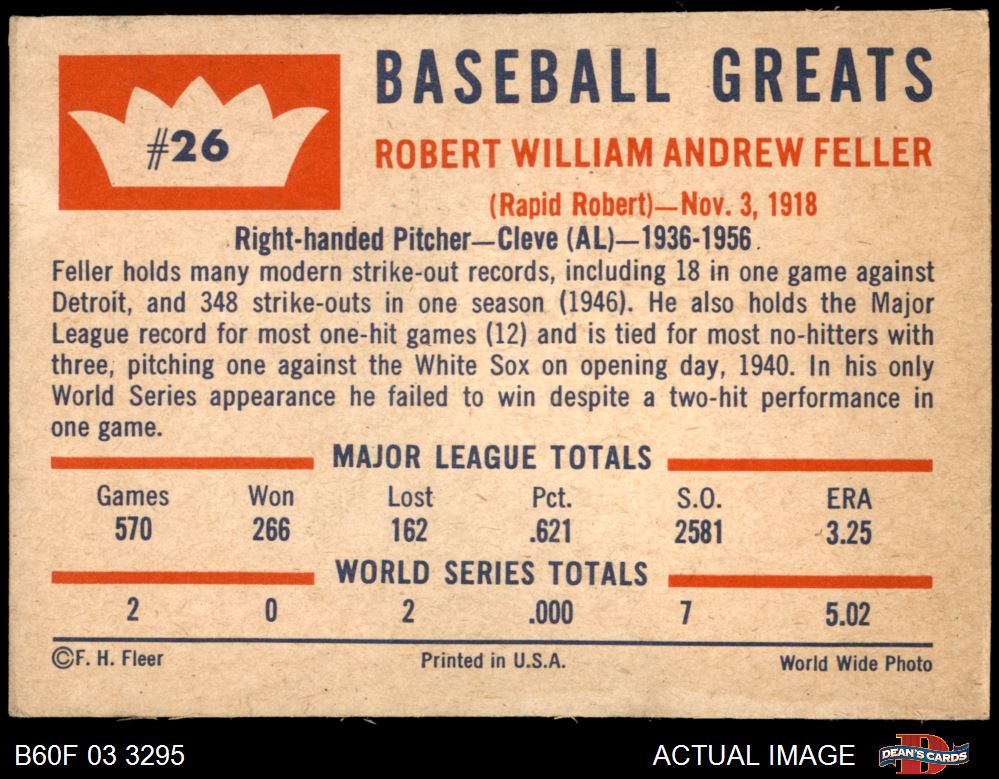 #26
BASEBALL GREATS
ROBERT WILLIAM ANDREW FELLER
(Rapid Robert)—Nov. 3, 1918
Right-handed Pitcher—Cleve (AL)—1936-1956
Feller holds many modern strike-out records, including 18 in one game against
Detroit, and 348 strike-outs in one season (1946). He also holds the Major
League record for most one-hit games (12) and is tied for most no-hitters with
three, pitching one against the White Sox on opening day, 1940. In his only
World Series appearance he failed to win despite a two-hit performance in
one game.
MAJOR LEAGUE TOTALS
Games Won Lost Pct. S.O. ERA
570 266 162 .621 2581 3.25
WORLD SERIES TOTALS
2 0 2 .000 7 5.02
©F. H. Fleer Printed in U.S.A. World Wide Photo
B60F 03 3295 ACTUAL IMAGE DEAN'S CARDS